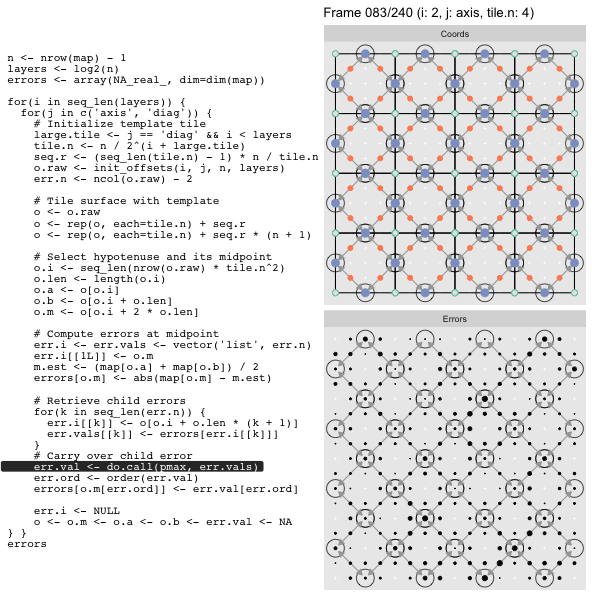 Frame 083/240 (i: 2, j: axis, tile.n: 4)
Coords
n <- nrow(map) - 1
layers <- log2(n)
errors <- array(NA_real_, dim=dim(map))
for(i in seq_len(layers)) {
for(j in c('axis', 'diag')) {
# Initialize template tile
large.tile <- j == 'diag' && i < layers
tile.n <- n / 2^(i + large.tile)
seq.r <- (seq_len(tile.n) - 1) * n / tile.n
o.raw <- init_offsets(i, j, n, layers)
err.n <- ncol(o.raw) - 2
# Tile surface with template
o <- o.raw
o <- rep(o, each=tile.n) + seq.r
o <- rep(o, each=tile.n) + seq.r * (n + 1)
# Select hypotenuse and its midpoint
o.i <- seq_len(nrow(o.raw) * tile.n^2)
o.len <- length(o.i)
o.a <- o[o.i]
o.b <- o[o.i + o.len]
o.m <- o[o.i + 2 * o.len]
# Compute errors at midpoint
err.i <- err.vals <- vector('list', err.n)
err.i[[1L]] <- o.m
m.est <- (map[o.a] + map[o.b]) / 2
errors[o.m] <- abs(map[o.m] - m.est)
# Retrieve child errors
for(k in seq_len(err.n)) {
err.i[[k]] <- o[o.i + o.len * (k + 1)]
err.vals[[k]] <- errors[err.i[[k]]]
}
# Carry over child error
err.val <- do.call(pmax, err.vals)
err.ord <- order(err.val)
errors[o.m[err.ord]] <- err.val[err.ord]
err.i <- NULL
o <- o.m <- o.a <- o.b <- err.val <- NA
} }
errors
Errors